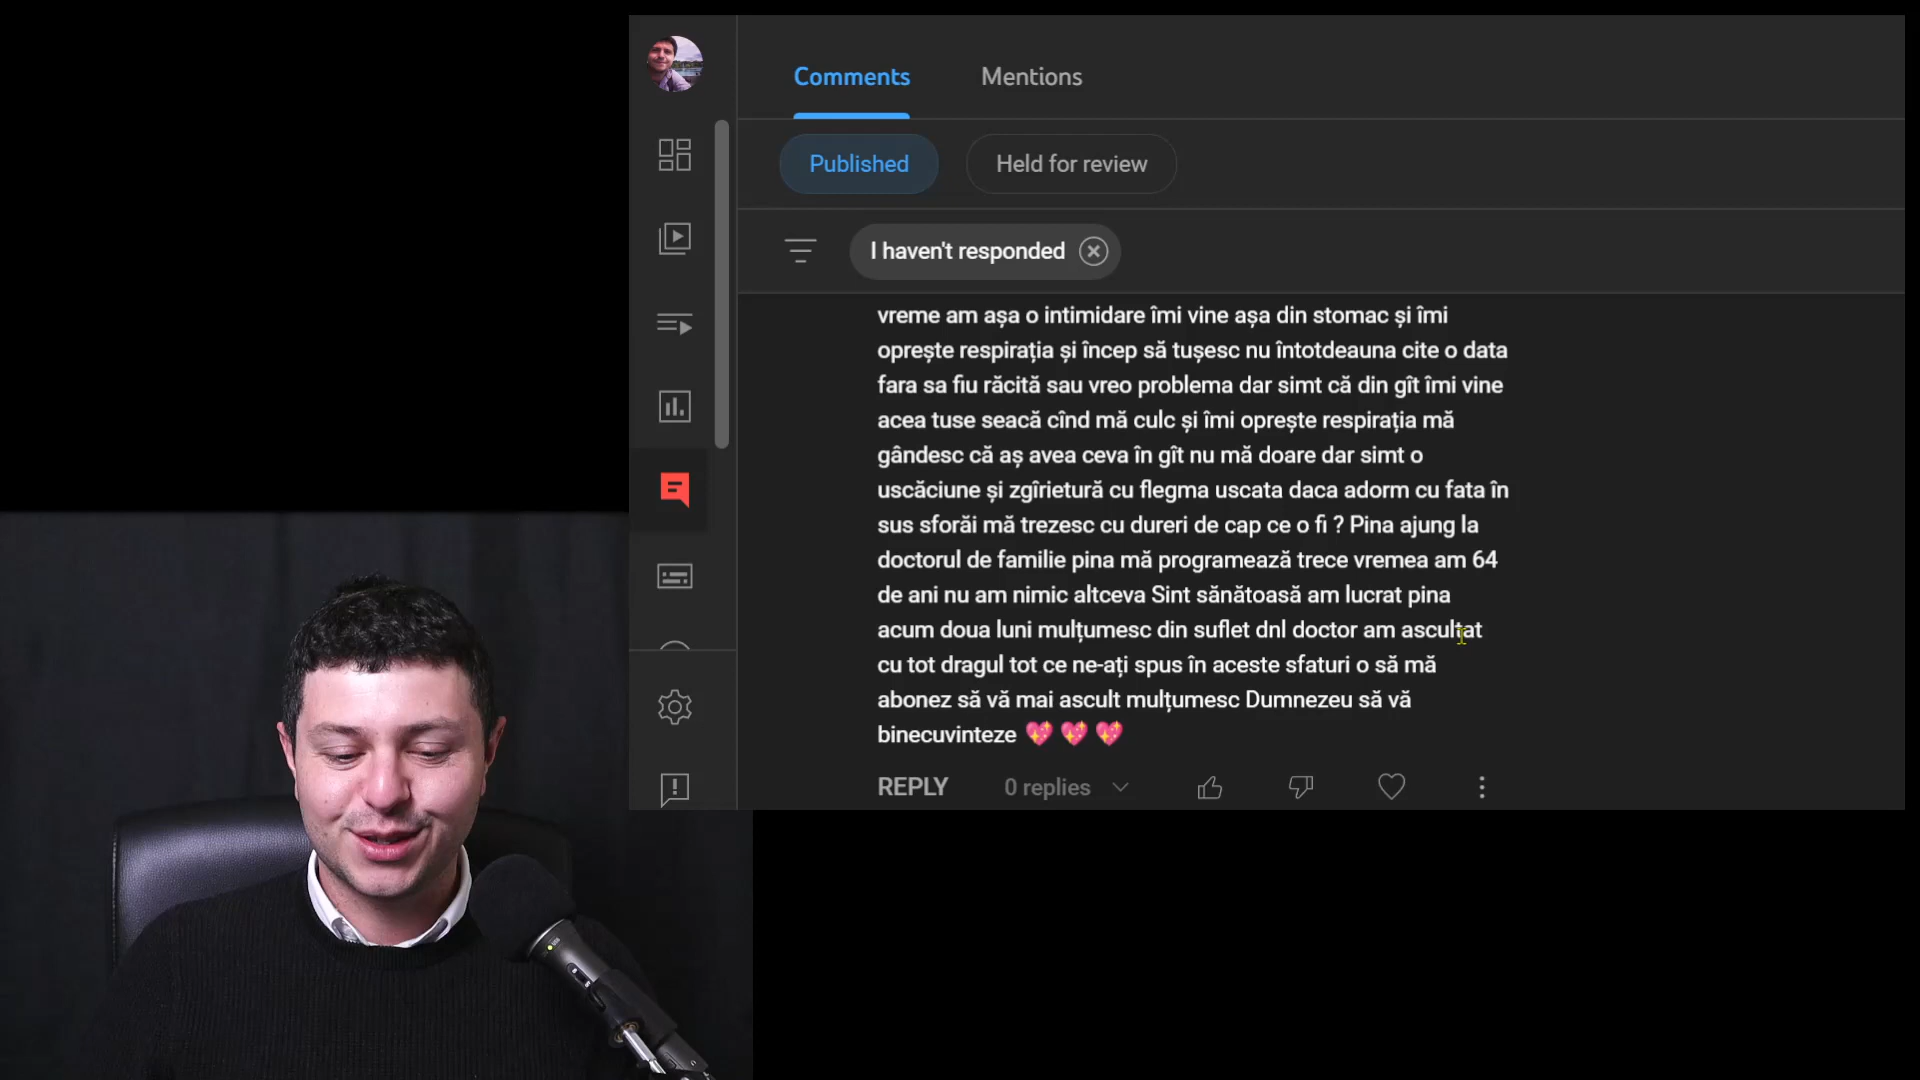 Comments
Mentions
Published
Held for review
I haven't responded
vreme am așa o intimidare îmi vine așa din stomac și îmi
oprește respirația și încep să tușesc nu întotdeauna cite o data
fara sa fiu răcită sau vreo problema dar simt că din gît îmi vine
acea tuse seacă cînd mă culc și îmi oprește respirația mă
gândesc că aș avea ceva în gît nu mă doare dar simt o
uscăciune și zgîrietură cu flegma uscata daca adorm cu fata în
sus sforăi mă trezesc cu dureri de cap ce o fi ? Pina ajung la
doctorul de familie pina mă programează trece vremea am 64
de ani nu am nimic altceva Sint sănătoasă am lucrat pina
acum doua luni mulțumesc din suflet dnl doctor am ascultat
cu tot dragul tot ce ne-ați spus în aceste sfaturi o să mă
abonez să vă mai ascult mulțumesc Dumnezeu să vă
binecuvinteze 💖 💖 💖
REPLY
0 replies